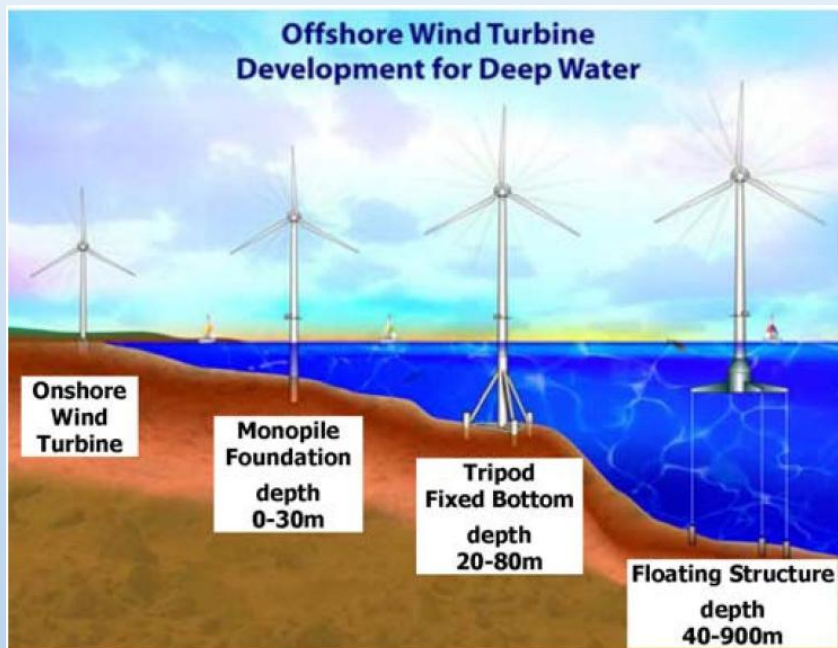 Offshore Wind Turbine
Development for Deep Water
Onshore
Wind
Turbine
Monopile
Foundation
depth
0-30m
Tripod
Fixed Bottom
depth
20-80m
Floating Structure
depth
40-900m